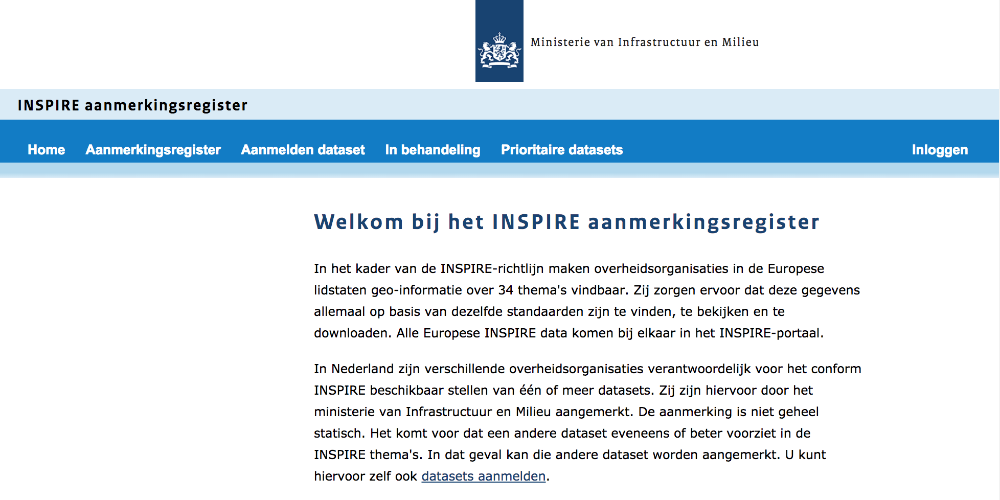 Ministerie van Infrastructuur en Milieu
INSPIRE aanmerkingsregister
Home Aanmerkingsregister Aanmelden dataset In behandeling Prioritaire datasets Inloggen
Welkom bij het INSPIRE aanmerkingsregister
In het kader van de INSPIRE-richtlijn maken overheidsorganisaties in de Europese
lidstaten geo-informatie over 34 thema's vindbaar. Zij zorgen ervoor dat deze gegevens
allemaal op basis van dezelfde standaarden zijn te vinden, te bekijken en te
downloaden. Alle Europese INSPIRE data komen bij elkaar in het INSPIRE-portaal.
In Nederland zijn verschillende overheidsorganisaties verantwoordelijk voor het conform
INSPIRE beschikbaar stellen van één of meer datasets. Zij zijn hiervoor door het
ministerie van Infrastructuur en Milieu aangemerkt. De aanmerking is niet geheel
statisch. Het komt voor dat een andere dataset eveneens of beter voorziet in de
INSPIRE thema's. In dat geval kan die andere dataset worden aangemerkt. U kunt
hiervoor zelf ook datasets aanmelden.